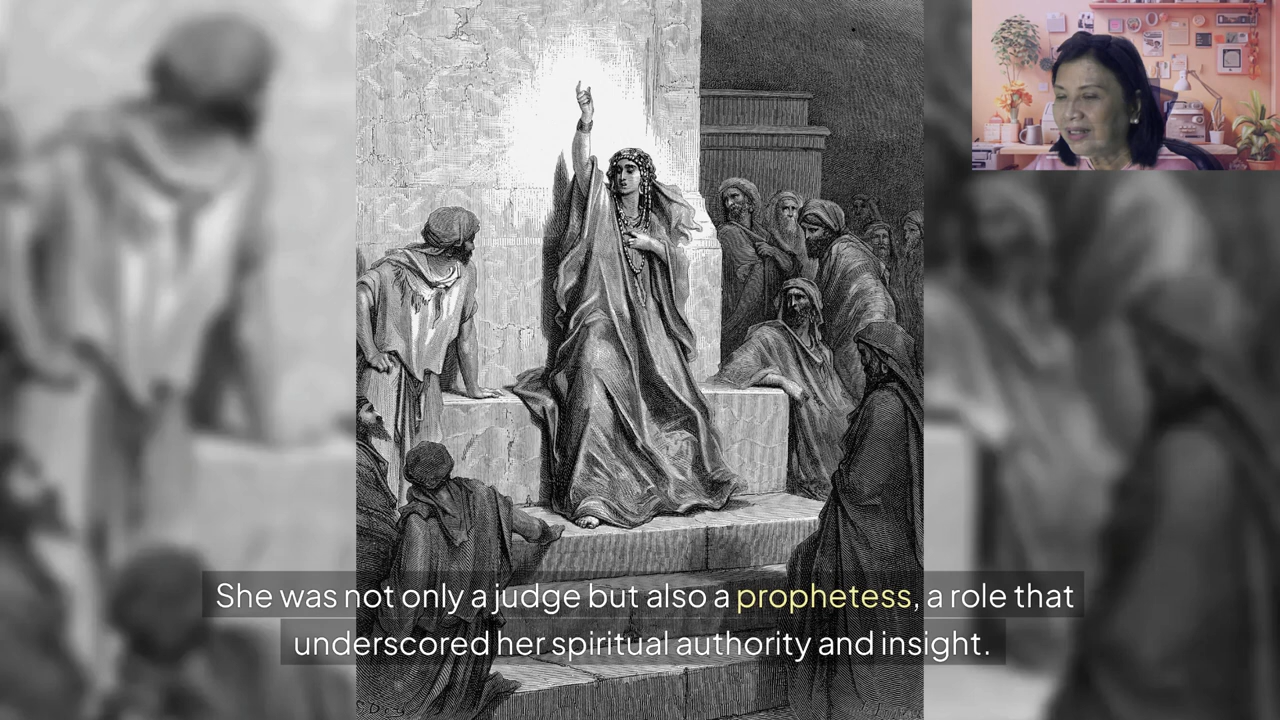 She was not only a judge but also a prophetess, a role that
underscored her spiritual authority and insight.